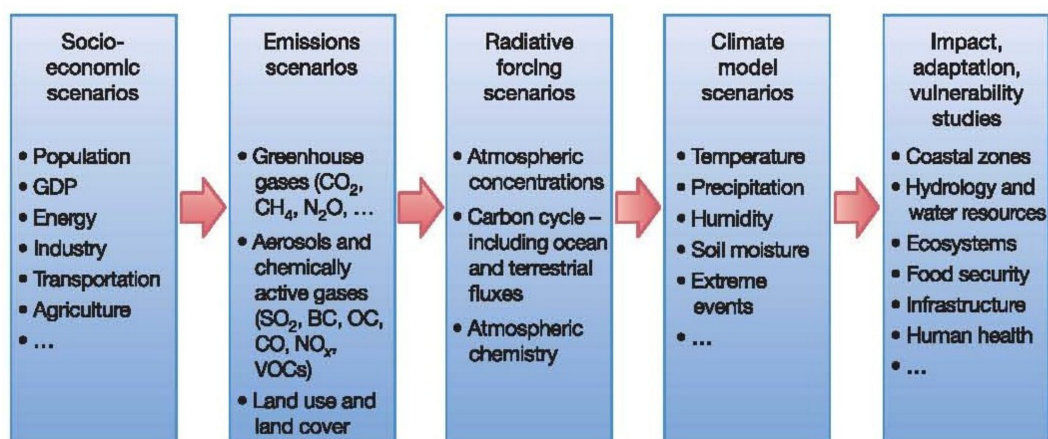 Socio-
economic
scenarios
• Population
• GDP
• Energy
• Industry
• Transportation
• Agriculture
• ...
Emissions
scenarios
• Greenhouse
gases (CO₂,
CH₄, N₂O, ...
• Aerosols and
chemically
active gases
(SO₂, BC, OC,
CO, NOₓ,
VOCs)
• Land use and
land cover
Radiative
forcing
scenarios
• Atmospheric
concentrations
• Carbon cycle –
including ocean
and terrestrial
fluxes
• Atmospheric
chemistry
Climate
model
scenarios
• Temperature
• Precipitation
• Humidity
• Soil moisture
• Extreme
events
• ...
Impact,
adaptation,
vulnerability
studies
• Coastal zones
• Hydrology and
water resources
• Ecosystems
• Food security
• Infrastructure
• Human health
• ...